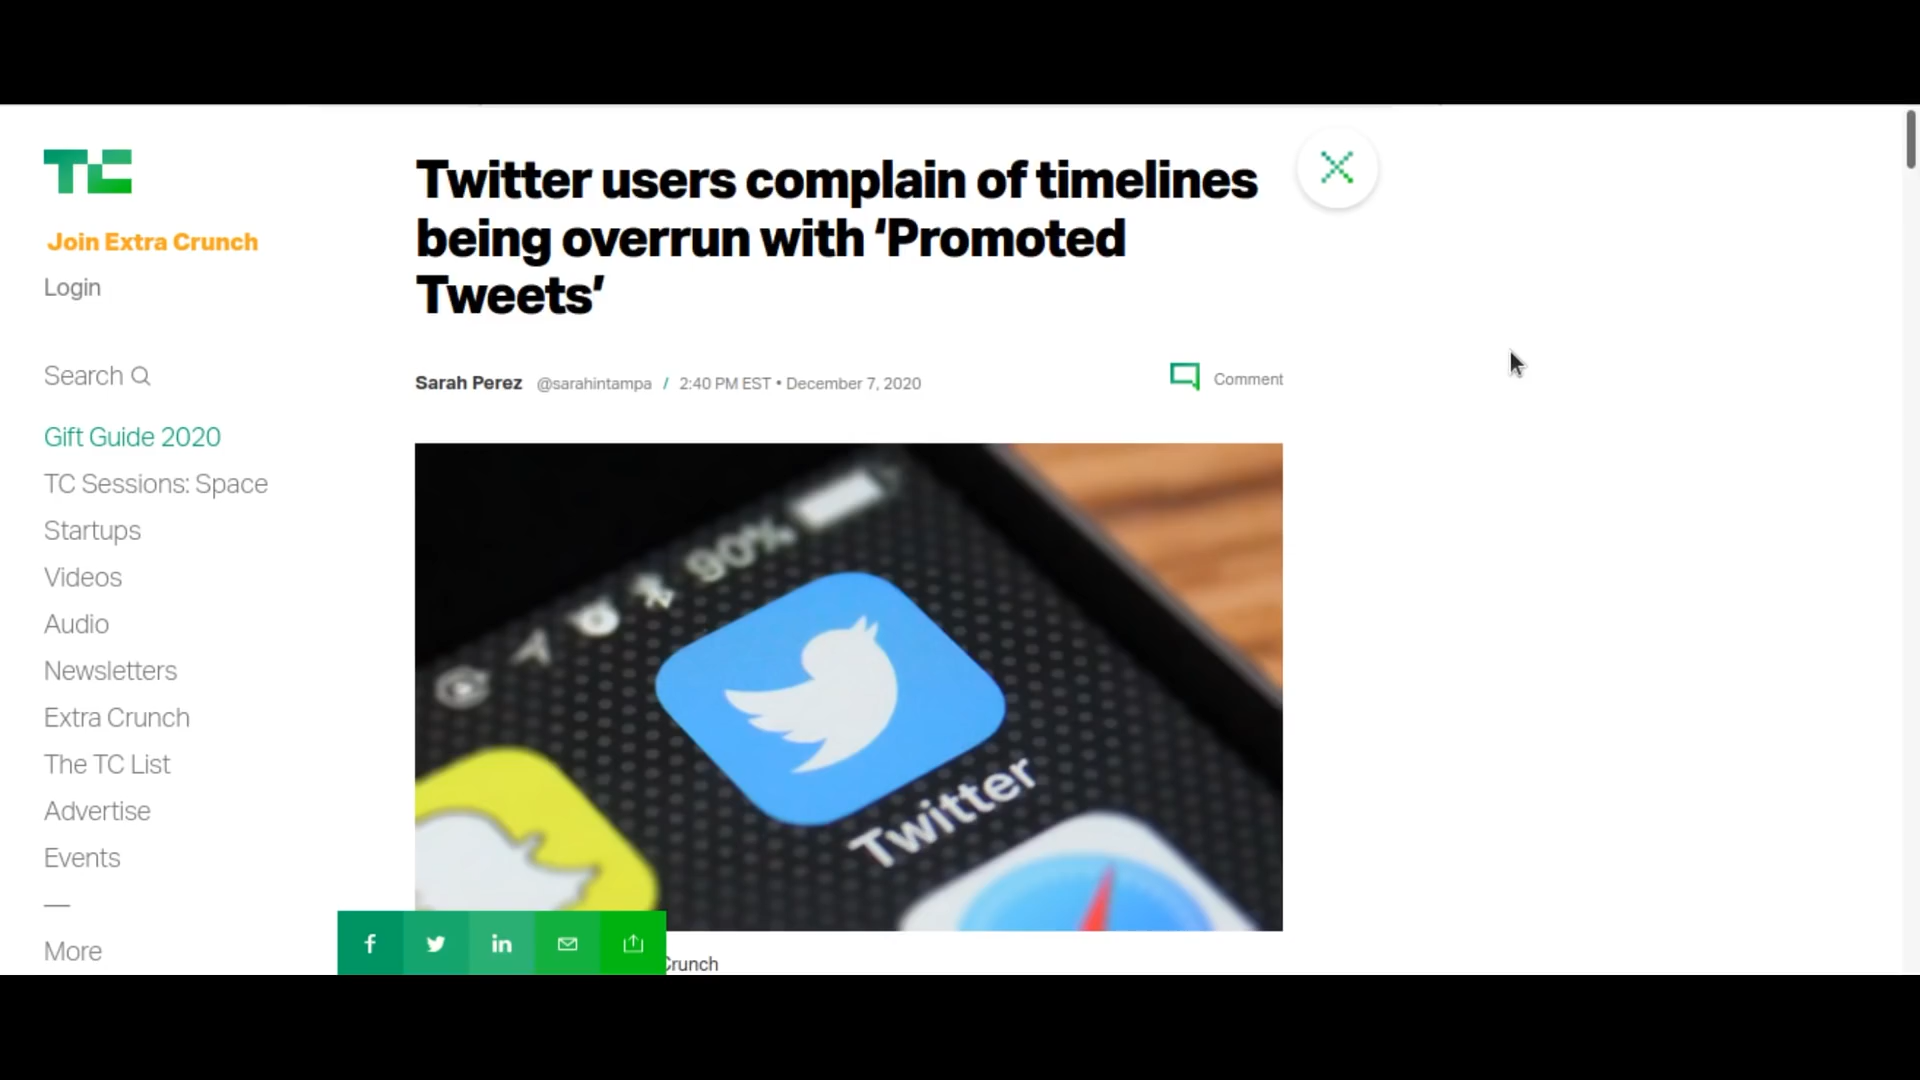 TC
Join Extra Crunch
Login
Search
Gift Guide 2020
TC Sessions: Space
Startups
Videos
Audio
Newsletters
Extra Crunch
The TC List
Advertise
Events
—
More
Twitter users complain of timelines
being overrun with ‘Promoted
Tweets’
Sarah Perez @sarahintampa / 2:40 PM EST • December 7, 2020
Comment
90%
Twitter
f in
Crunch